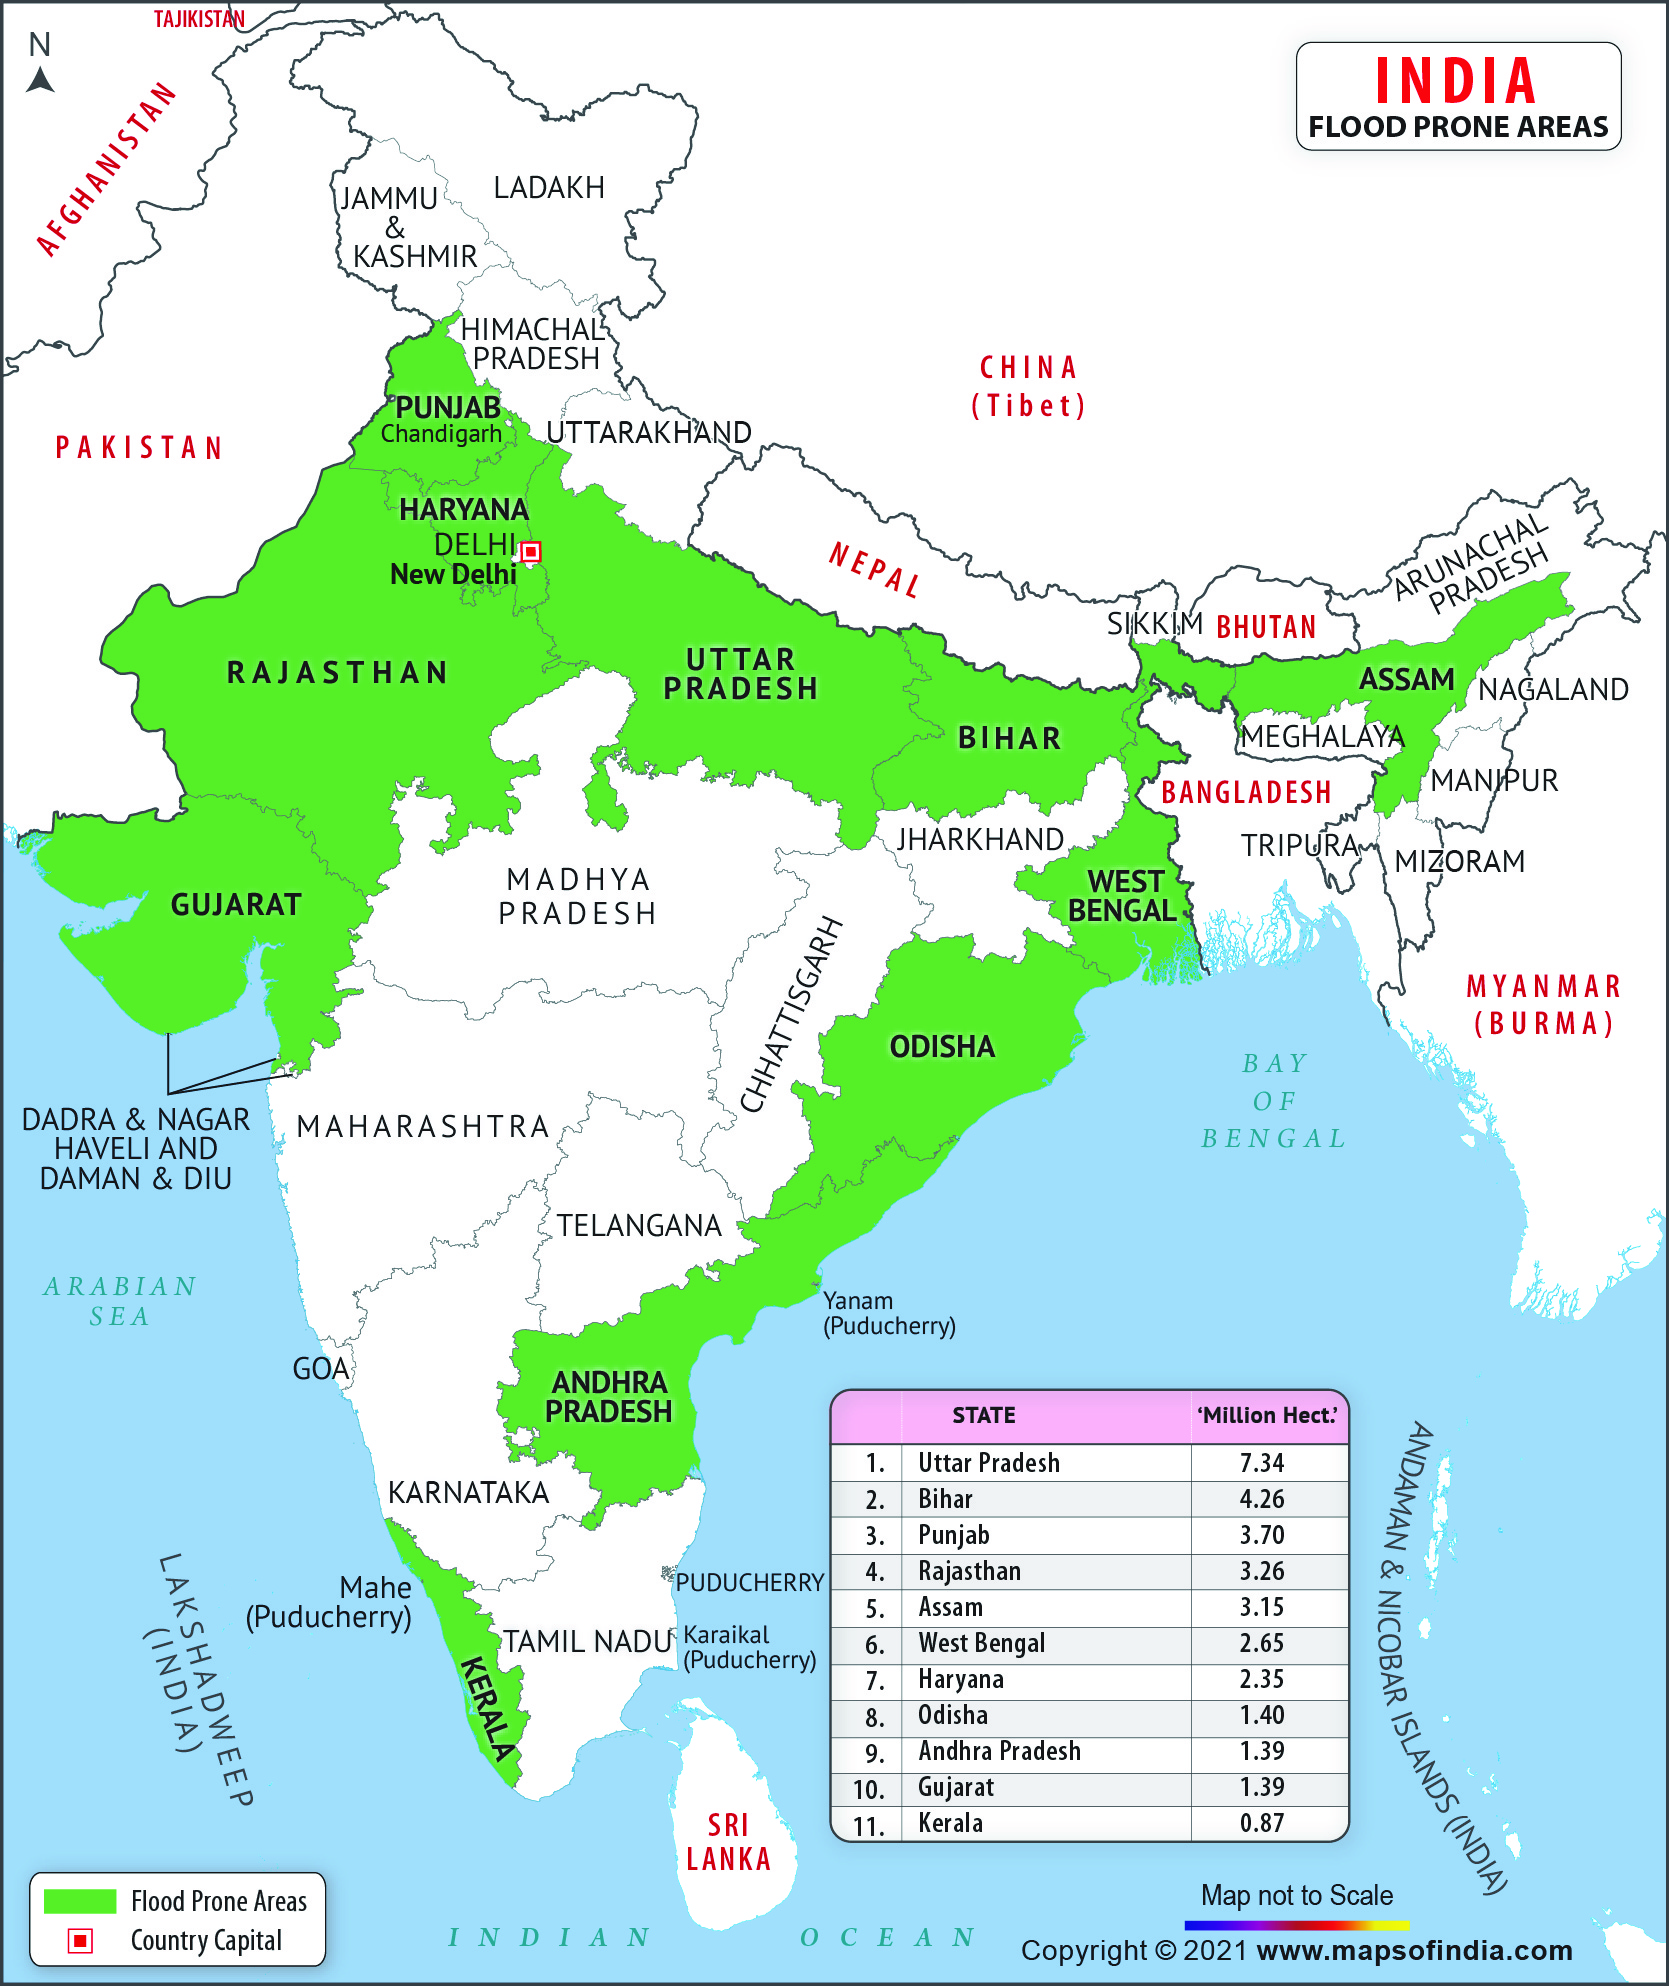 TAJIKISTAN
N
INDIA
FLOOD PRONE AREAS
AFGHANISTAN
LADAKH
JAMMU
&
KASHMIR
HIMACHAL
PRADESH
CHINA
(Tibet)
PUNJAB
Chandigarh
UTTARAKHAND
PAKISTAN
HARYANA
DELHI
New Delhi
NEPAL
ARUNACHAL
PRADESH
SIKKIM
BHUTAN
RAJASTHAN
UTTAR
PRADESH
ASSAM
NAGALAND
BIHAR
MEGHALAYA
MANIPUR
BANGLADESH
JHARKHAND
TRIPURA
MIZORAM
GUJARAT
MADHYA
PRADESH
WEST
BENGAL
CHHATTISGARH
MYANMAR
(BURMA)
ODISHA
BAY
OF
BENGAL
DADRA & NAGAR
HAVELI AND
DAMAN & DIU
MAHARASHTRA
TELANGANA
ARABIAN
SEA
Yanam
(Puducherry)
GOA
ANDHRA
PRADESH
KARNATAKA
STATE ‘Million Hect.’
1. Uttar Pradesh 7.34
2. Bihar 4.26
3. Punjab 3.70
4. Rajasthan 3.26
5. Assam 3.15
6. West Bengal 2.65
7. Haryana 2.35
8. Odisha 1.40
9. Andhra Pradesh 1.39
10. Gujarat 1.39
11. Kerala 0.87
ANDAMAN & NICOBAR ISLANDS (INDIA)
LAKSHADWEEP
(INDIA)
Mahe
(Puducherry)
PUDUCHERRY
TAMIL NADU
Karaikal
(Puducherry)
KERALA
SRI
LANKA
Flood Prone Areas
Country Capital
INDIAN OCEAN
Map not to Scale
Copyright © 2021 www.mapsofindia.com